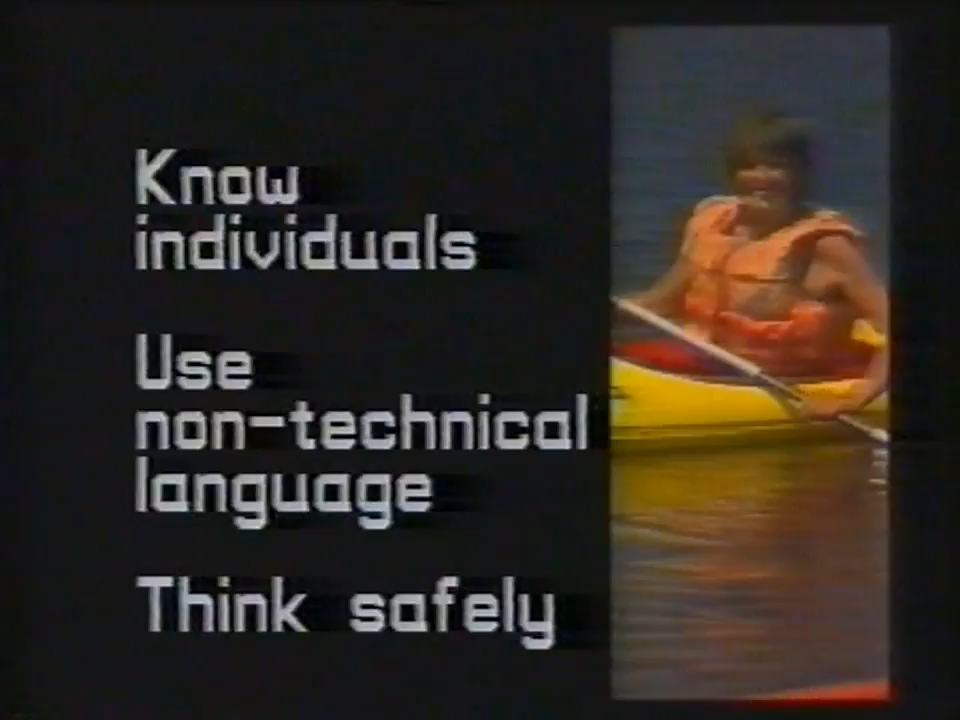 Know
individuals
Use
non-technical
language
Think safely